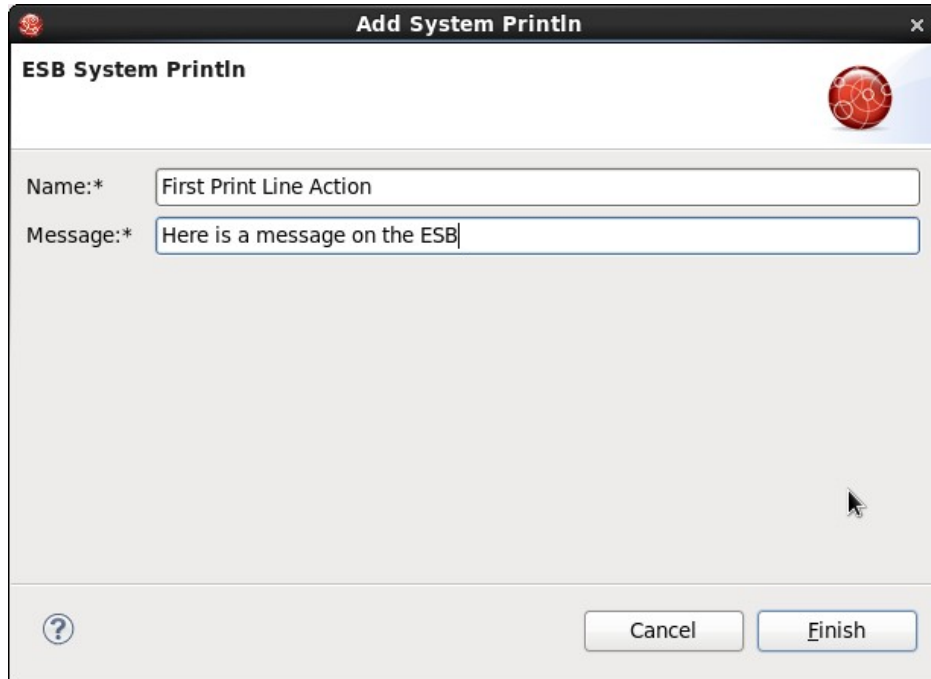 Add System Println
ESB System Println
Name:* First Print Line Action
Message:* Here is a message on the ESB
? Cancel Finish